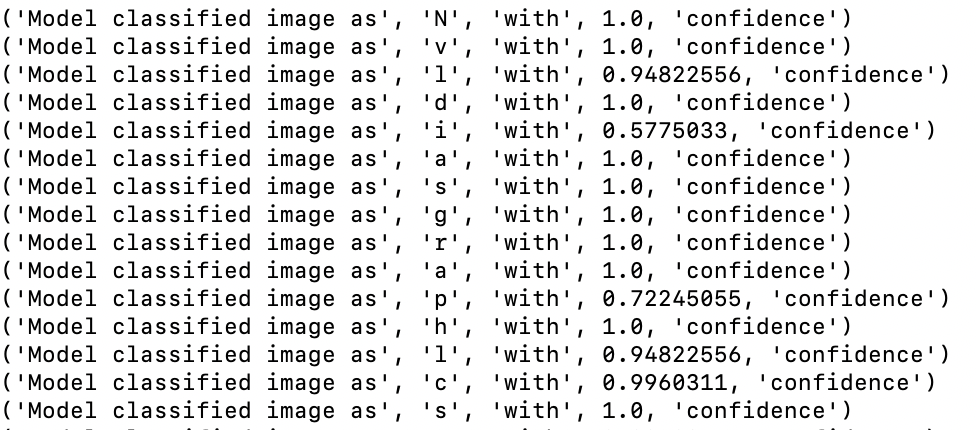 ('Model classified image as', 'N', 'with', 1.0, 'confidence')
('Model classified image as', 'v', 'with', 1.0, 'confidence')
('Model classified image as', 'l', 'with', 0.94822556, 'confidence')
('Model classified image as', 'd', 'with', 1.0, 'confidence')
('Model classified image as', 'i', 'with', 0.5775033, 'confidence')
('Model classified image as', 'a', 'with', 1.0, 'confidence')
('Model classified image as', 's', 'with', 1.0, 'confidence')
('Model classified image as', 'g', 'with', 1.0, 'confidence')
('Model classified image as', 'r', 'with', 1.0, 'confidence')
('Model classified image as', 'a', 'with', 1.0, 'confidence')
('Model classified image as', 'p', 'with', 0.72245055, 'confidence')
('Model classified image as', 'h', 'with', 1.0, 'confidence')
('Model classified image as', 'l', 'with', 0.94822556, 'confidence')
('Model classified image as', 'c', 'with', 0.9960311, 'confidence')
('Model classified image as', 's', 'with', 1.0, 'confidence')